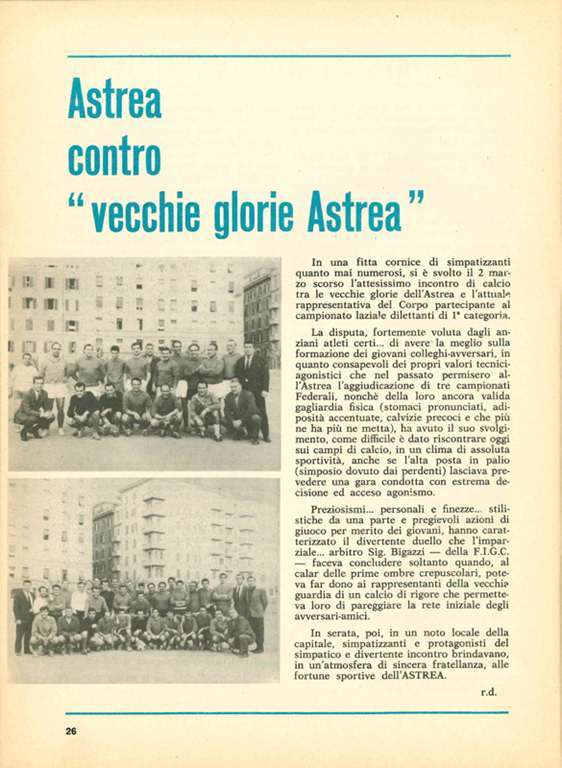 Astrea
contro
“vecchie glorie Astrea”
In una fitta cornice di simpatizzanti
quanto mai numerosi, si è svolto il 2 mar-
zo scorso l'attesissimo incontro di calcio
tra le vecchie glorie dell'Astrea e l'attuale
rappresentativa del Corpo partecipante al
campionato laziale dilettanti di 1ª categoria.
La disputa, fortemente voluta dagli an-
ziani atleti certi... di avere la meglio sulla
formazione dei giovani colleghi-avversari, in
quanto consapevoli dei propri valori tecnici-
agonistici che nel passato permisero al-
l'Astrea l'aggiudicazione di tre campionati
Federali, nonchè della loro ancora valida
gagliardia fisica (stomaci pronunciati, adi-
posità accentuate, calvizie precoci e che più
ne ha più ne metta), ha avuto il suo svolgi-
mento, come difficile è dato riscontrare oggi
sui campi di calcio, in un clima di assoluta
sportività, anche se l'alta posta in palio
(simposio dovuto dai perdenti) lasciava pre-
vedere una gara condotta con estrema de-
cisione ed acceso agonismo.
Preziosismi... personali e finezze... stili-
stiche da una parte e pregievoli azioni di
giuoco per merito dei giovani, hanno carat-
terizzato il divertente duello che l'impar-
ziale... arbitro Sig. Bigazzi — della F.I.G.C.
— faceva concludere soltanto quando, al
calar delle prime ombre crepuscolari, pote-
va far dono ai rappresentanti della vecchia
guardia di un calcio di rigore che permette-
va loro di pareggiare la rete iniziale degli
avversari-amici.
In serata, poi, in un noto locale della
capitale, simpatizzanti e protagonisti del
simpatico e divertente incontro brindavano,
in un'atmosfera di sincera fratellanza, alle
fortune sportive dell'ASTREA.
r.d.
26